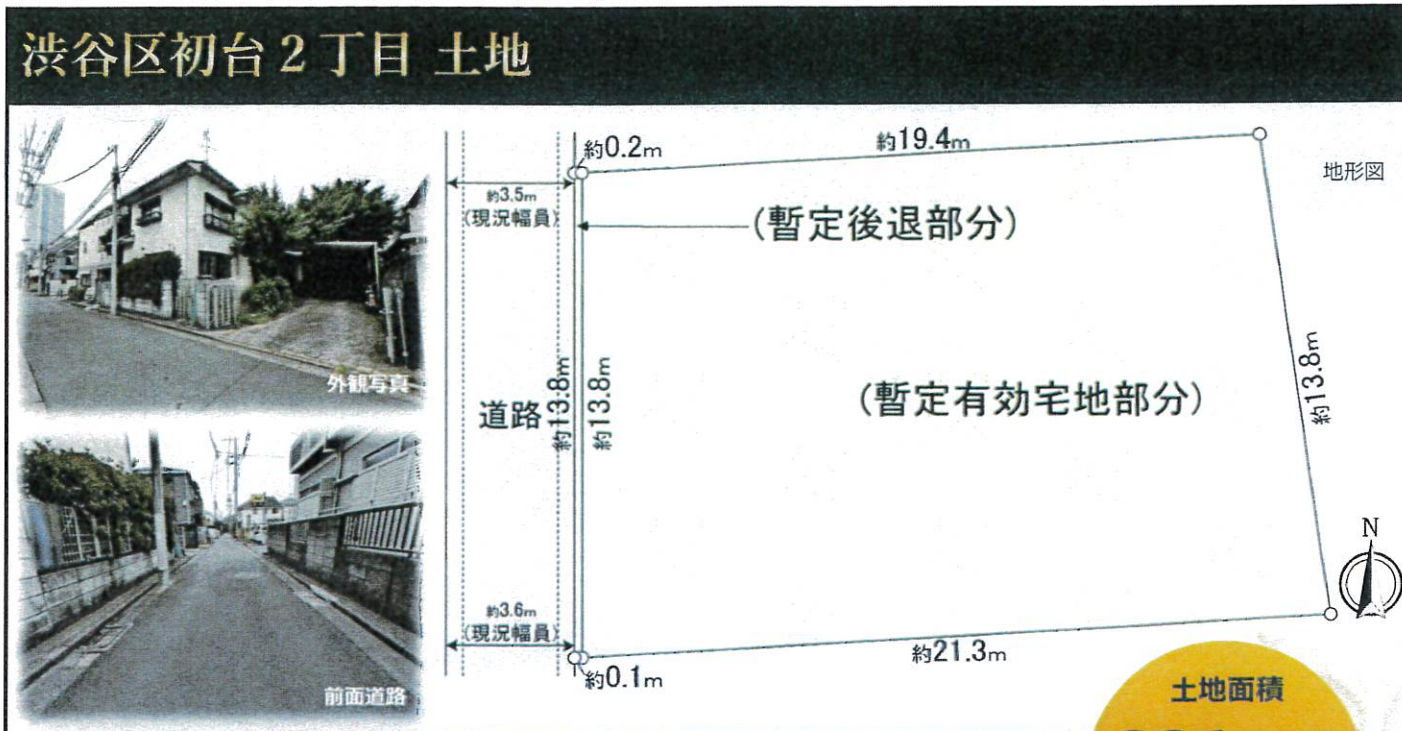 渋谷区初台2丁目 土地
約0.2m
約19.4m
地形図
約3.5m
(現況幅員)
(暫定後退部分)
外観写真
道路
約13.8m
約13.8m
(暫定有効宅地部分)
約13.8m
N
約3.6m
(現況幅員)
約21.3m
約0.1m
前面道路
土地面積